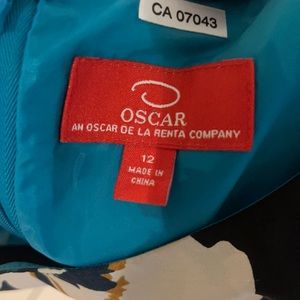 CA 07043
OSCAR
AN OSCAR DE LA RENTA COMPANY
12
MADE IN
CHINA